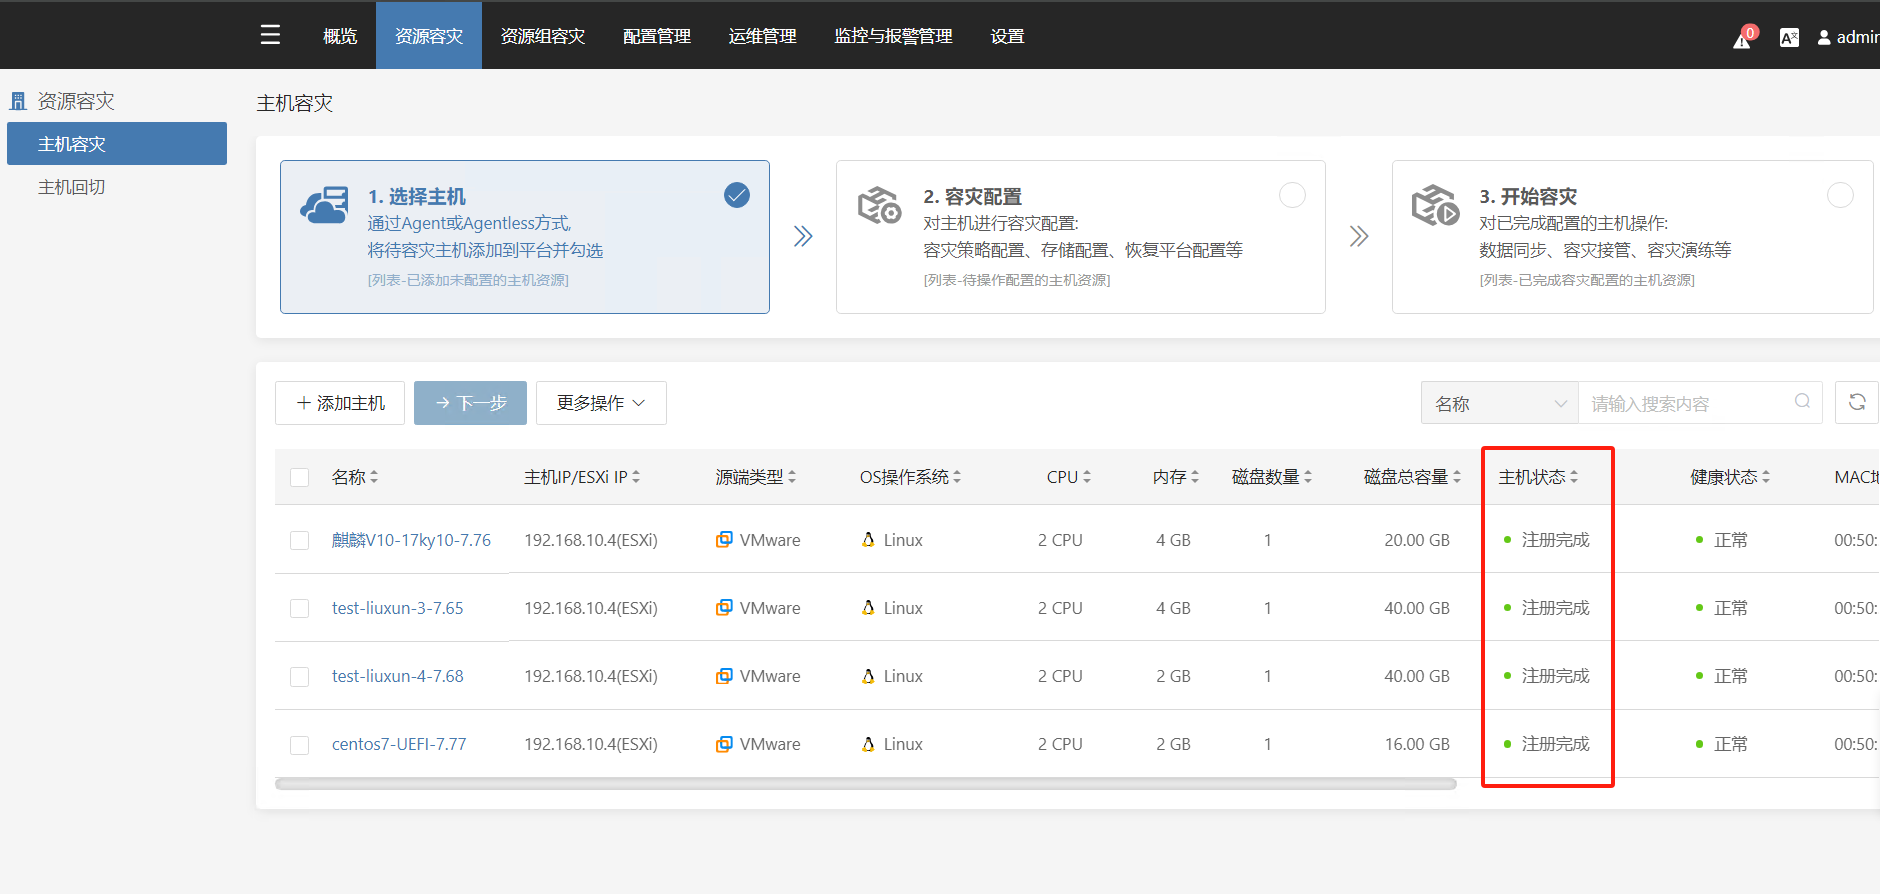 概览 资源容灾 资源组容灾 配置管理 运维管理 监控与报警管理 设置 0 admin
资源容灾
主机容灾
主机回切
主机容灾
1. 选择主机
通过Agent或Agentless方式,
将待容灾主机添加到平台并勾选
[列表-已添加未配置的主机资源]
2. 容灾配置
对主机进行容灾配置:
容灾策略配置、存储配置、恢复平台配置等
[列表-待操作配置的主机资源]
3. 开始容灾
对已完成配置的主机操作:
数据同步、容灾接管、容灾演练等
[列表-已完成容灾配置的主机资源]
添加主机 下一步 更多操作 名称 请输入搜索内容
名称 主机IP/ESXi IP 源端类型 OS操作系统 CPU 内存 磁盘数量 磁盘总容量 主机状态 健康状态 MAC地
麒麟V10-17ky10-7.76 192.168.10.4(ESXi) VMware Linux 2 CPU 4 GB 1 20.00 GB 注册完成 正常 00:50:
test-liuxun-3-7.65 192.168.10.4(ESXi) VMware Linux 2 CPU 4 GB 1 40.00 GB 注册完成 正常 00:50:
test-liuxun-4-7.68 192.168.10.4(ESXi) VMware Linux 2 CPU 2 GB 1 40.00 GB 注册完成 正常 00:50:
centos7-UEFI-7.77 192.168.10.4(ESXi) VMware Linux 2 CPU 2 GB 1 16.00 GB 注册完成 正常 00:50: